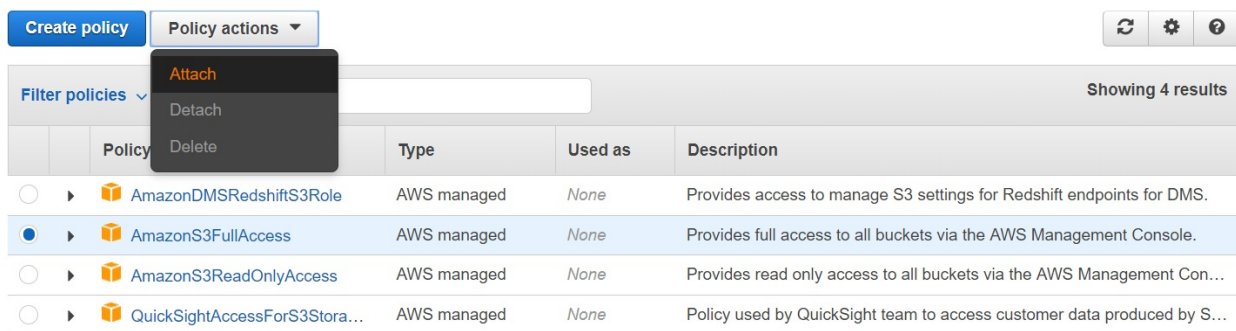 Create policy Policy actions
Attach
Filter policies Showing 4 results
Detach
Policy Delete Type Used as Description
AmazonDMSRedshiftS3Role AWS managed None Provides access to manage S3 settings for Redshift endpoints for DMS.
AmazonS3FullAccess AWS managed None Provides full access to all buckets via the AWS Management Console.
AmazonS3ReadOnlyAccess AWS managed None Provides read only access to all buckets via the AWS Management Con...
QuickSightAccessForS3Stora... AWS managed None Policy used by QuickSight team to access customer data produced by S...